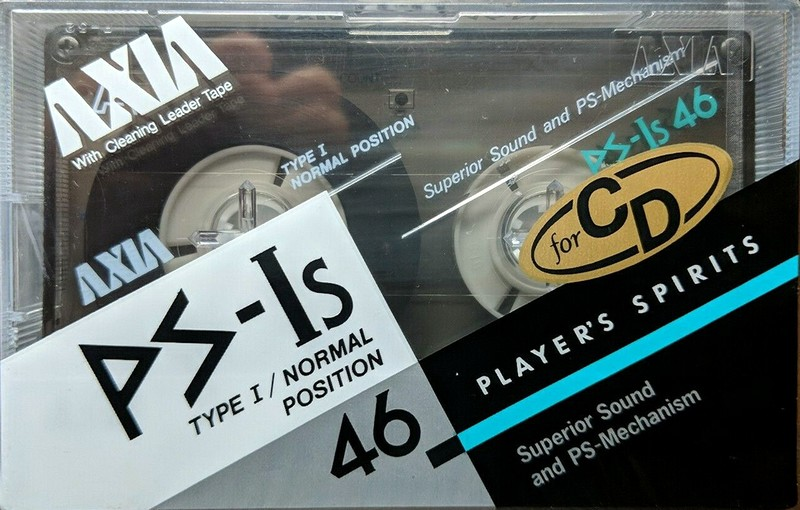 AXIA
With Cleaning Leader Tape
AXIA
TYPE I
NORMAL POSITION
Superior Sound and PS-Mechanism
PS-Is 46
for CD
AXIA
PS-Is
TYPE I / NORMAL
POSITION
46
PLAYER'S SPIRITS
Superior Sound
and PS-Mechanism